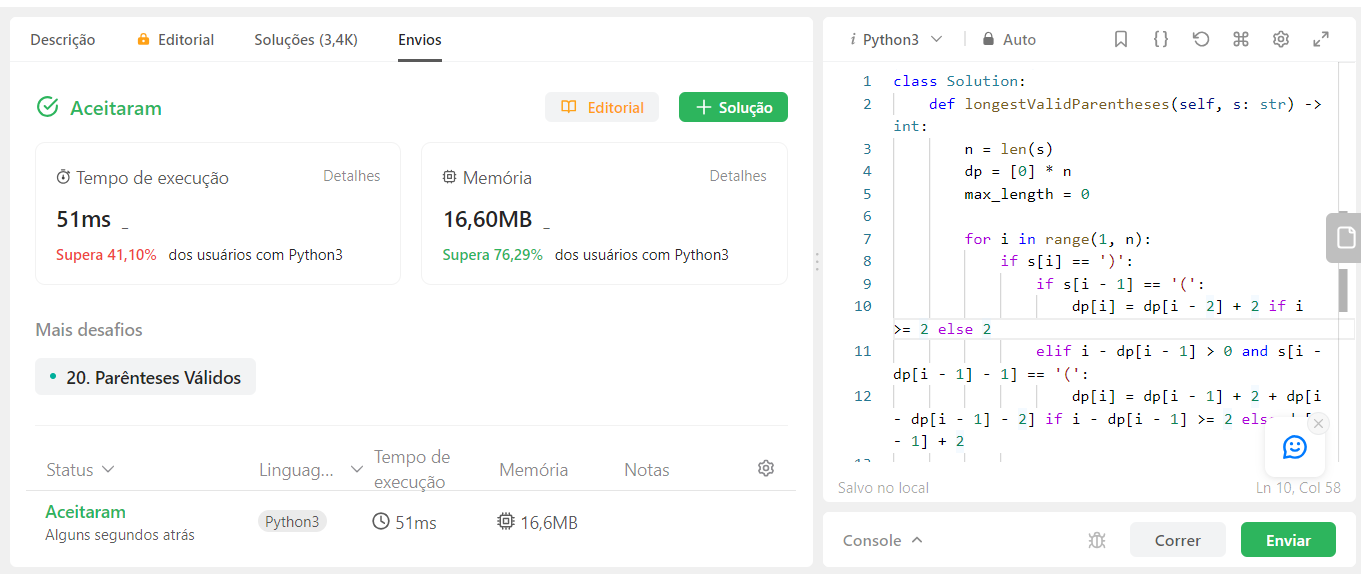 Descrição Editorial Soluções (3,4K) Envios
Aceitaram Editorial + Solução
Tempo de execução Detalhes
51ms _
Supera 41,10% dos usuários com Python3
Memória Detalhes
16,60MB _
Supera 76,29% dos usuários com Python3
Mais desafios
20. Parênteses Válidos
Status Linguag... Tempo de execução Memória Notas
Aceitaram
Alguns segundos atrás
Python3 51ms 16,6MB
i Python3 Auto
1 class Solution:
2 def longestValidParentheses(self, s: str) ->
int:
3 n = len(s)
4 dp = [0] * n
5 max_length = 0
6
7 for i in range(1, n):
8 if s[i] == ')':
9 if s[i - 1] == '(':
10 dp[i] = dp[i - 2] + 2 if i
>= 2 else 2
11 elif i - dp[i - 1] > 0 and s[i -
dp[i - 1] - 1] == '(':
12 dp[i] = dp[i - 1] + 2 + dp[i
- dp[i - 1] - 2] if i - dp[i - 1] >= 2 else
- 1] + 2
Salvo no local Ln 10, Col 58
Console Correr Enviar